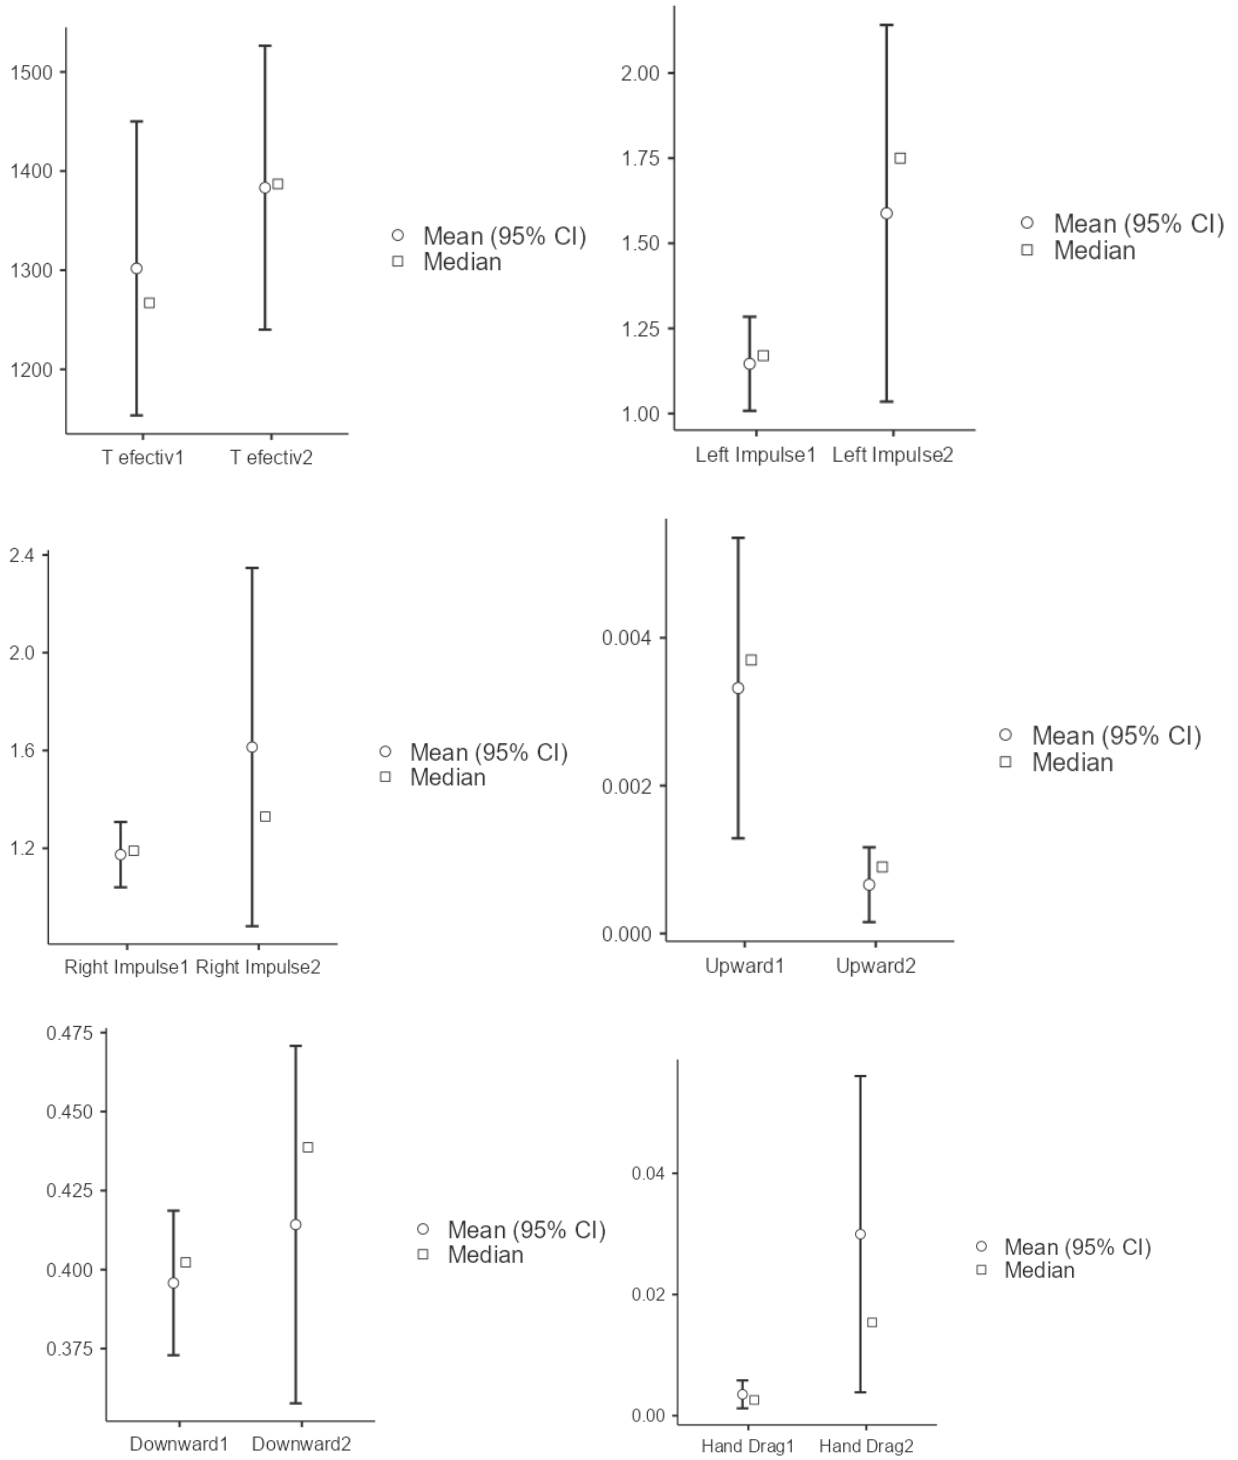 1500
1400
1300
1200
T efectiv1 T efectiv2
Mean (95% CI)
Median
2.00
1.75
1.50
1.25
1.00
Left Impulse1 Left Impulse2
Mean (95% CI)
Median
2.4
2.0
1.6
1.2
Right Impulse1 Right Impulse2
Mean (95% CI)
Median
0.004
0.002
0.000
Upward1 Upward2
Mean (95% CI)
Median
0.475
0.450
0.425
0.400
0.375
Downward1 Downward2
Mean (95% CI)
Median
0.04
0.02
0.00
Hand Drag1 Hand Drag2
Mean (95% CI)
Median